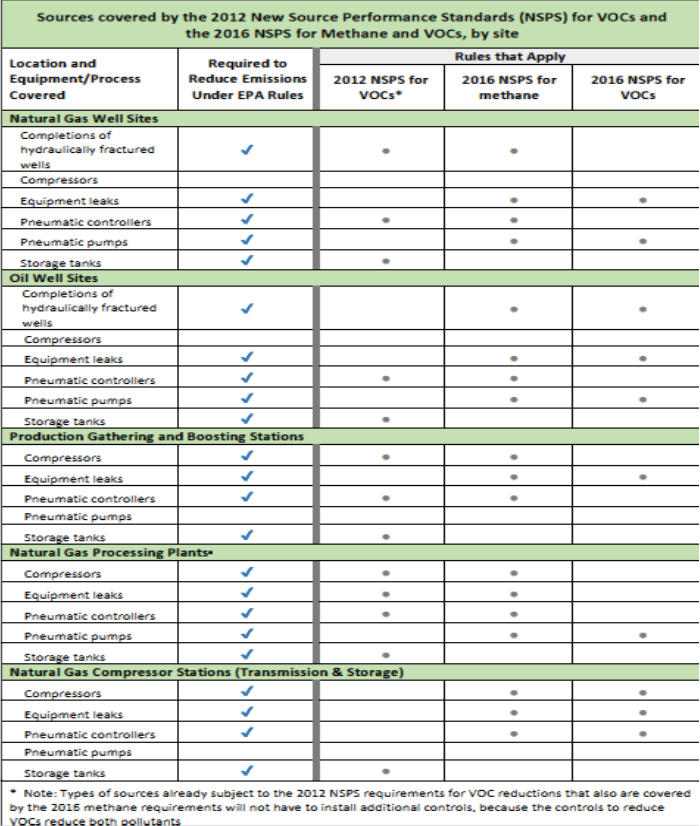 Sources covered by the 2012 New Source Performance Standards (NSPS) for VOCs and
the 2016 NSPS for Methane and VOCs, by site
Location and
Equipment/Process
Covered
Required to
Reduce Emissions
Under EPA Rules
Rules that Apply
2012 NSPS for
VOCs*
2016 NSPS for
methane
2016 NSPS for
VOCs
Natural Gas Well Sites
Completions of
hydraulically fractured
wells
✓ • •
Compressors
Equipment leaks ✓ • •
Pneumatic controllers ✓ • •
Pneumatic pumps ✓ • •
Storage tanks ✓ •
Oil Well Sites
Completions of
hydraulically fractured
wells
✓ • •
Compressors
Equipment leaks ✓ • •
Pneumatic controllers ✓ • •
Pneumatic pumps ✓ • •
Storage tanks ✓ •
Production Gathering and Boosting Stations
Compressors ✓ • •
Equipment leaks ✓ • •
Pneumatic controllers ✓ • •
Pneumatic pumps
Storage tanks ✓ •
Natural Gas Processing Plants▪
Compressors ✓ • •
Equipment leaks ✓ • •
Pneumatic controllers ✓ • •
Pneumatic pumps ✓ • •
Storage tanks ✓ •
Natural Gas Compressor Stations (Transmission & Storage)
Compressors ✓ • •
Equipment leaks ✓ • •
Pneumatic controllers ✓ • •
Pneumatic pumps
Storage tanks ✓ •
* Note: Types of sources already subject to the 2012 NSPS requirements for VOC reductions that also are covered
by the 2016 methane requirements will not have to install additional controls, because the controls to reduce
VOCs reduce both pollutants